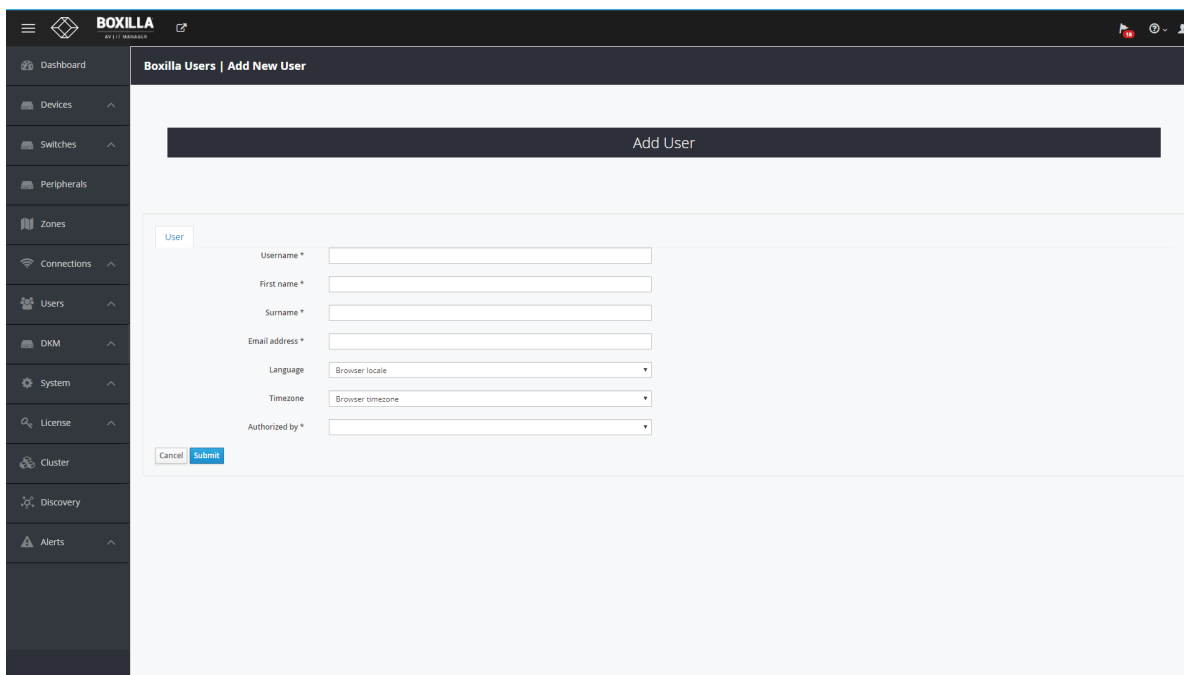 BOXILLA
AV | IT MANAGER
18
Dashboard
Devices
Switches
Peripherals
Zones
Connections
Users
DKM
System
License
Cluster
Discovery
Alerts
Boxilla Users | Add New User
Add User
User
Username *
First name *
Surname *
Email address *
Language Browser locale
Timezone Browser timezone
Authorized by *
Cancel Submit